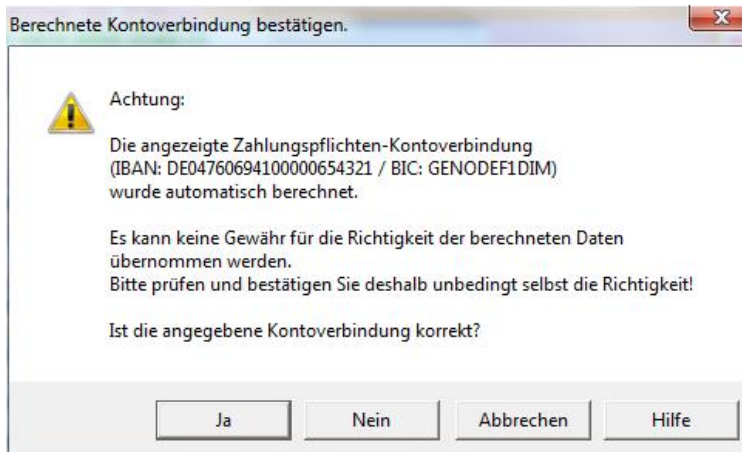 Berechnete Kontoverbindung bestätigen.
Achtung:
Die angezeigte Zahlungspflichten-Kontoverbindung
(IBAN: DE04760694100000654321 / BIC: GENODEF1DIM)
wurde automatisch berechnet.
Es kann keine Gewähr für die Richtigkeit der berechneten Daten
übernommen werden.
Bitte prüfen und bestätigen Sie deshalb unbedingt selbst die Richtigkeit!
Ist die angegebene Kontoverbindung korrekt?
Ja Nein Abbrechen Hilfe